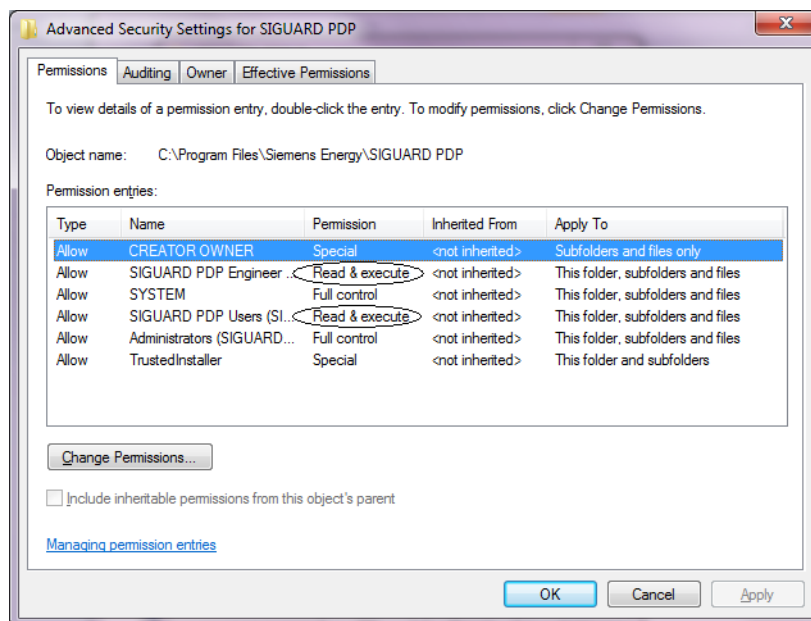 Advanced Security Settings for SIGUARD PDP
Permissions Auditing Owner Effective Permissions
To view details of a permission entry, double-click the entry. To modify permissions, click Change Permissions.
Object name: C:\Program Files\Siemens Energy\SIGUARD PDP
Permission entries:
Type Name Permission Inherited From Apply To
Allow CREATOR OWNER Special <not inherited> Subfolders and files only
Allow SIGUARD PDP Engineer ... Read & execute <not inherited> This folder, subfolders and files
Allow SYSTEM Full control <not inherited> This folder, subfolders and files
Allow SIGUARD PDP Users (SI... Read & execute <not inherited> This folder, subfolders and files
Allow Administrators (SIGUARD... Full control <not inherited> This folder, subfolders and files
Allow TrustedInstaller Special <not inherited> This folder and subfolders
Change Permissions...
Include inheritable permissions from this object's parent
Managing permission entries
OK Cancel Apply